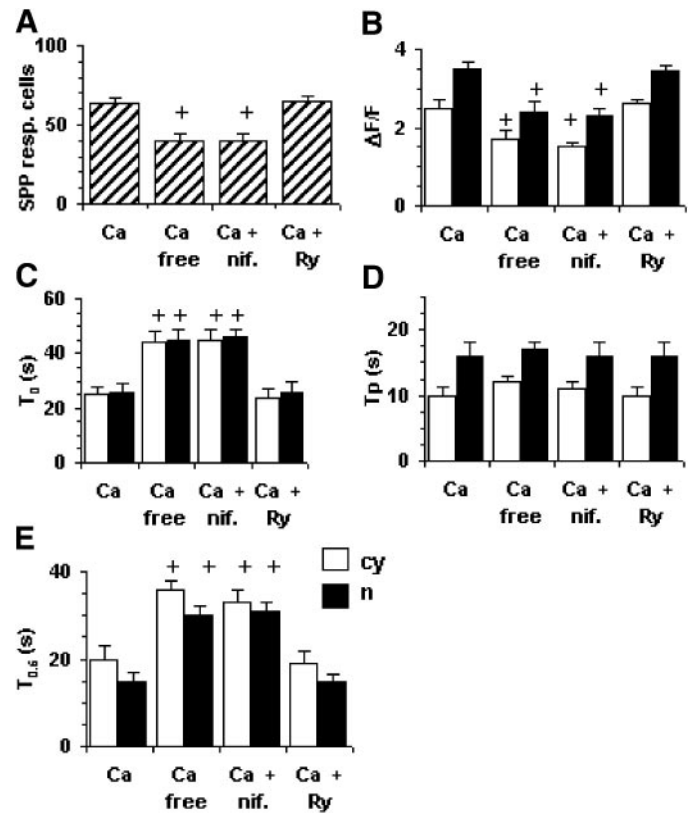 A
100
50
0
SPP resp. cells
+ +
Ca Ca Ca + Ca +
free nif. Ry
B
4
2
0
ΔF/F
+ + + +
Ca Ca Ca + Ca +
free nif. Ry
C
60
40
20
0
T0 (s)
+ + + +
Ca Ca Ca + Ca +
free nif. Ry
D
20
10
0
Tp (s)
Ca Ca Ca + Ca +
free nif. Ry
E
40
20
0
T0.6 (s)
+ + + +
Ca Ca Ca + Ca +
free nif. Ry
cy
n